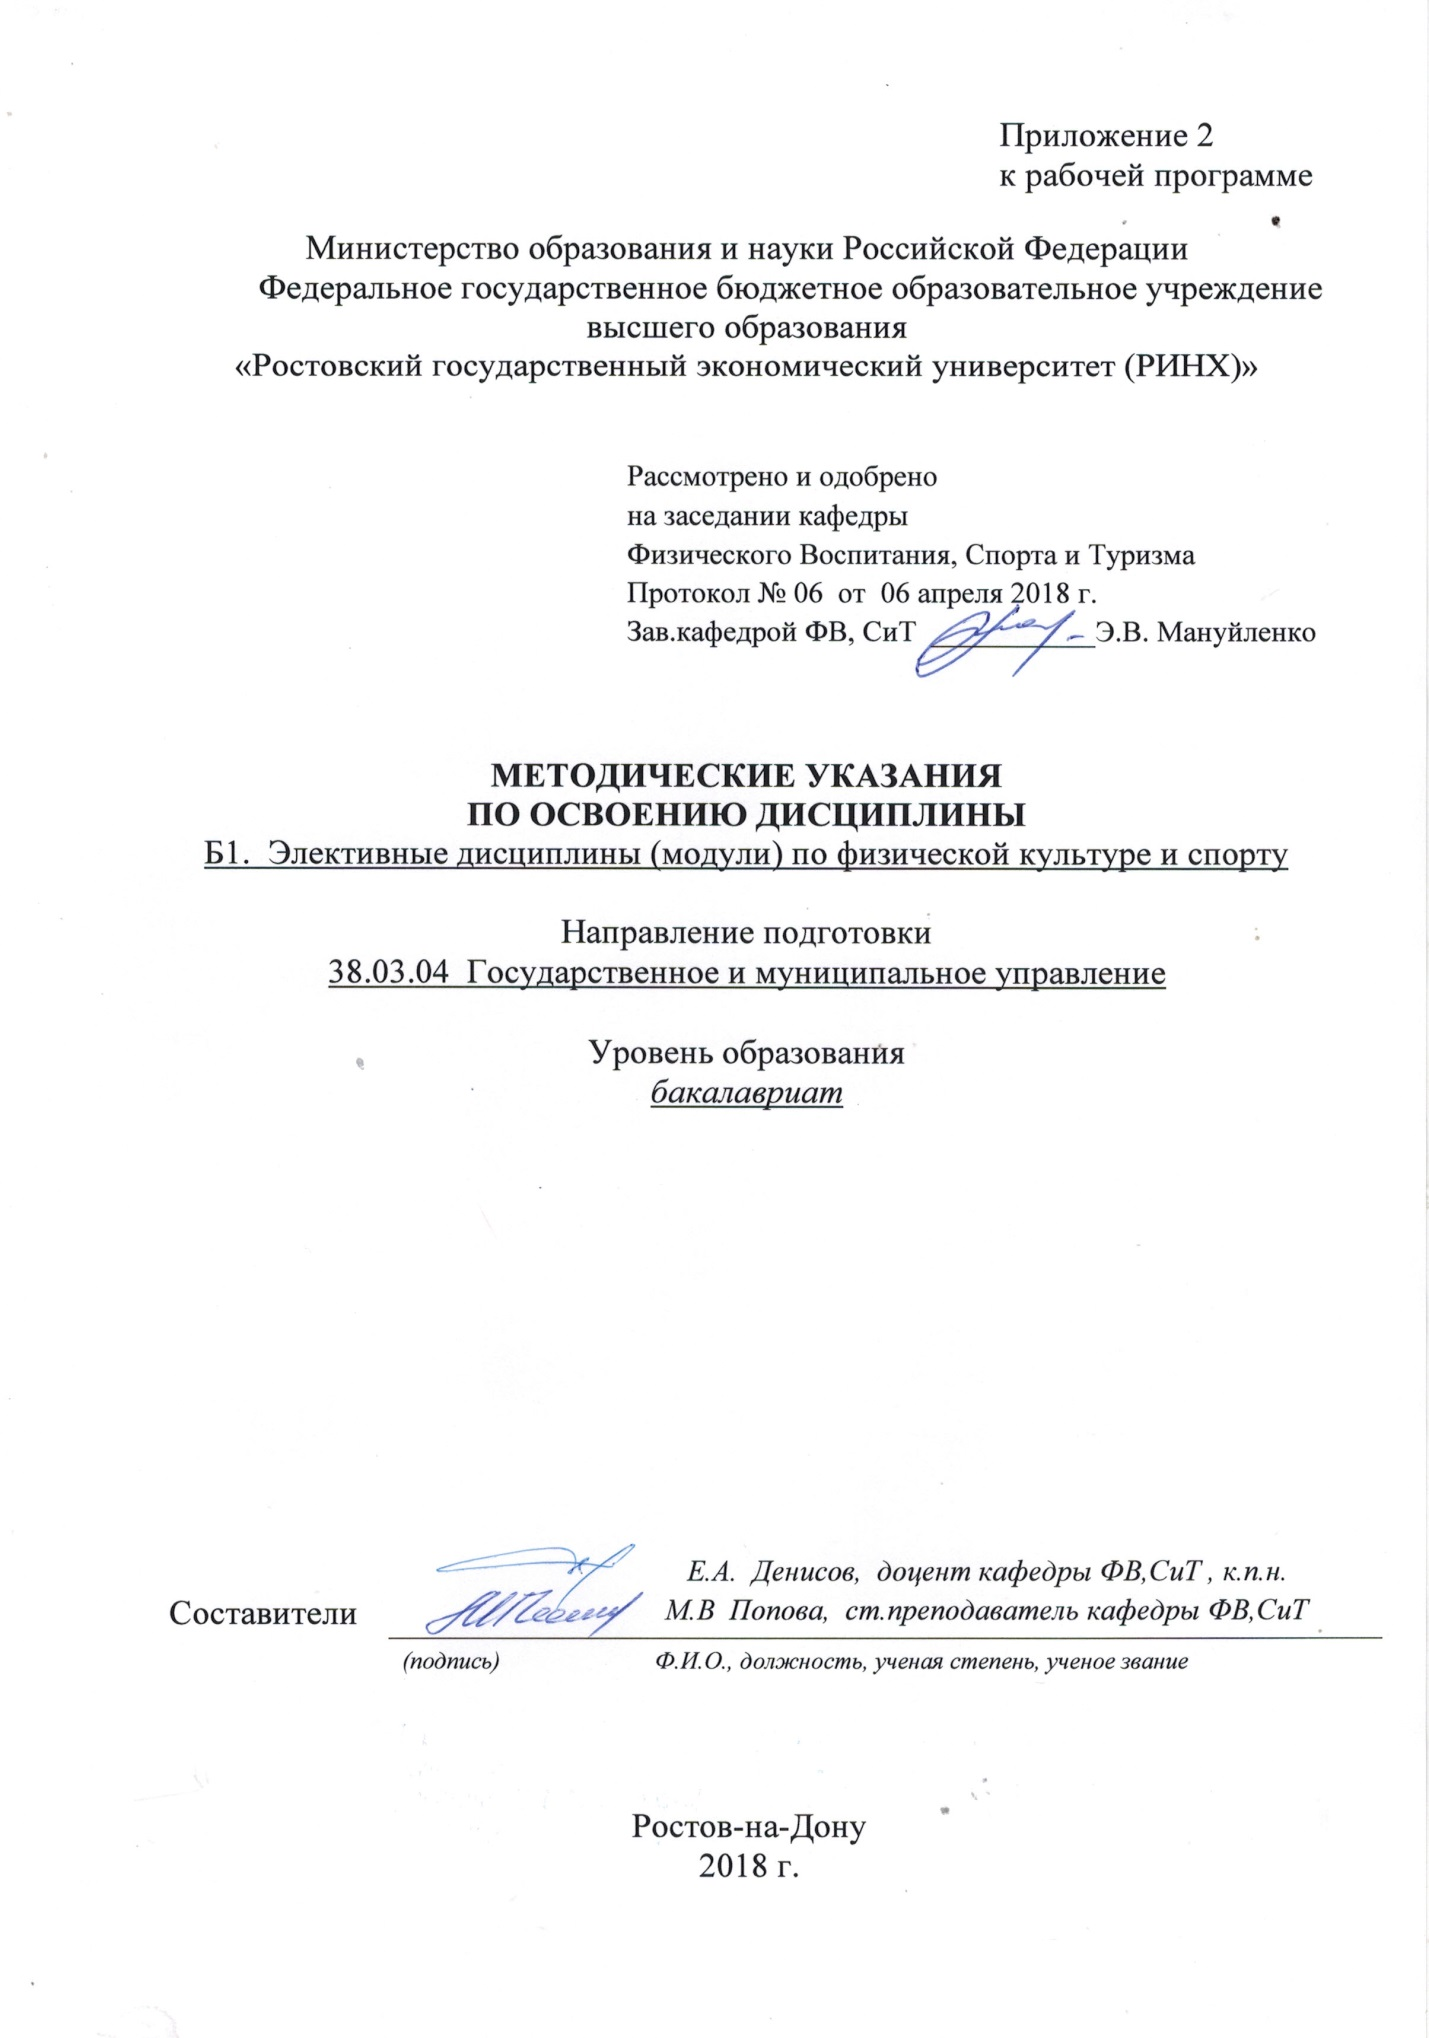 Приложение 2
к рабочей программе
Министерство образования и науки Российской Федерации
Федеральное государственное бюджетное образовательное учреждение
высшего образования
«Ростовский государственный экономический университет (РИНХ)»
Рассмотрено и одобрено
на заседании кафедры
Физического Воспитания, Спорта и Туризма
Протокол № 06 от 06 апреля 2018 г.
Зав.кафедрой ФВ, СиТ ____________Э.В. Мануйленко
МЕТОДИЧЕСКИЕ УКАЗАНИЯ
ПО ОСВОЕНИЮ ДИСЦИПЛИНЫ
Б1. Элективные дисциплины (модули) по физической культуре и спорту
Направление подготовки
38.03.04 Государственное и муниципальное управление
Уровень образования
бакалавриат
Е.А. Денисов, доцент кафедры ФВ,СиТ , к.п.н.
Составители М.В Попова, ст.преподаватель кафедры ФВ,СиТ
(подпись) Ф.И.О., должность, ученая степень, ученое звание
Ростов-на-Дону
2018 г.